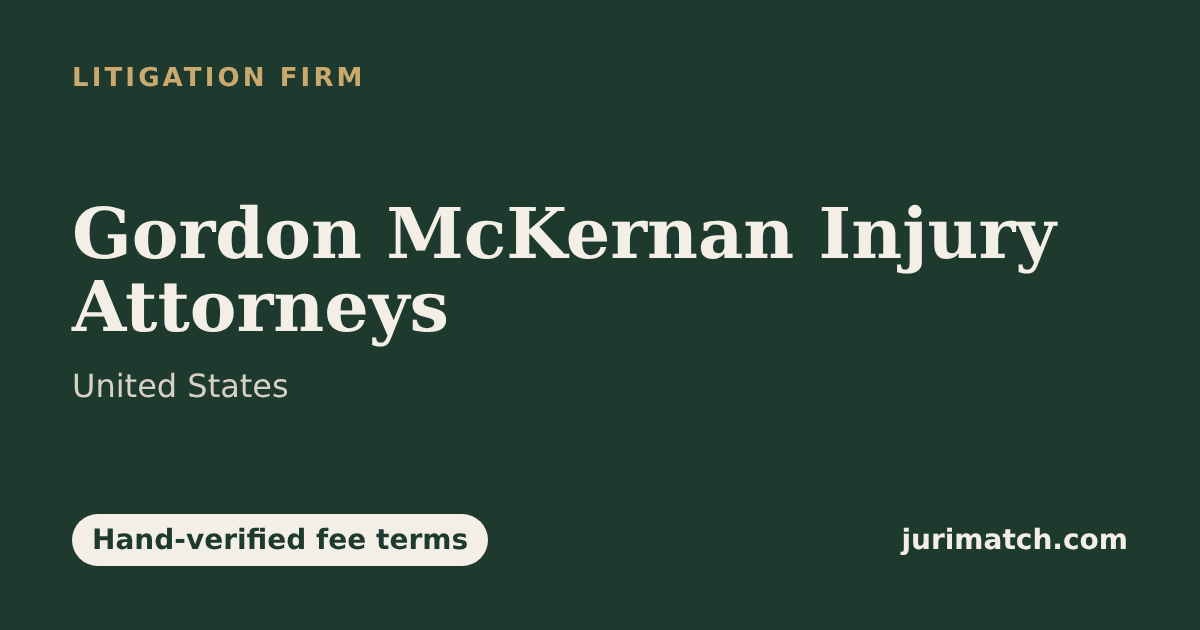 LITIGATION FIRM
Gordon McKernan Injury
Attorneys
United States
Hand-verified fee terms
jurimatch.com